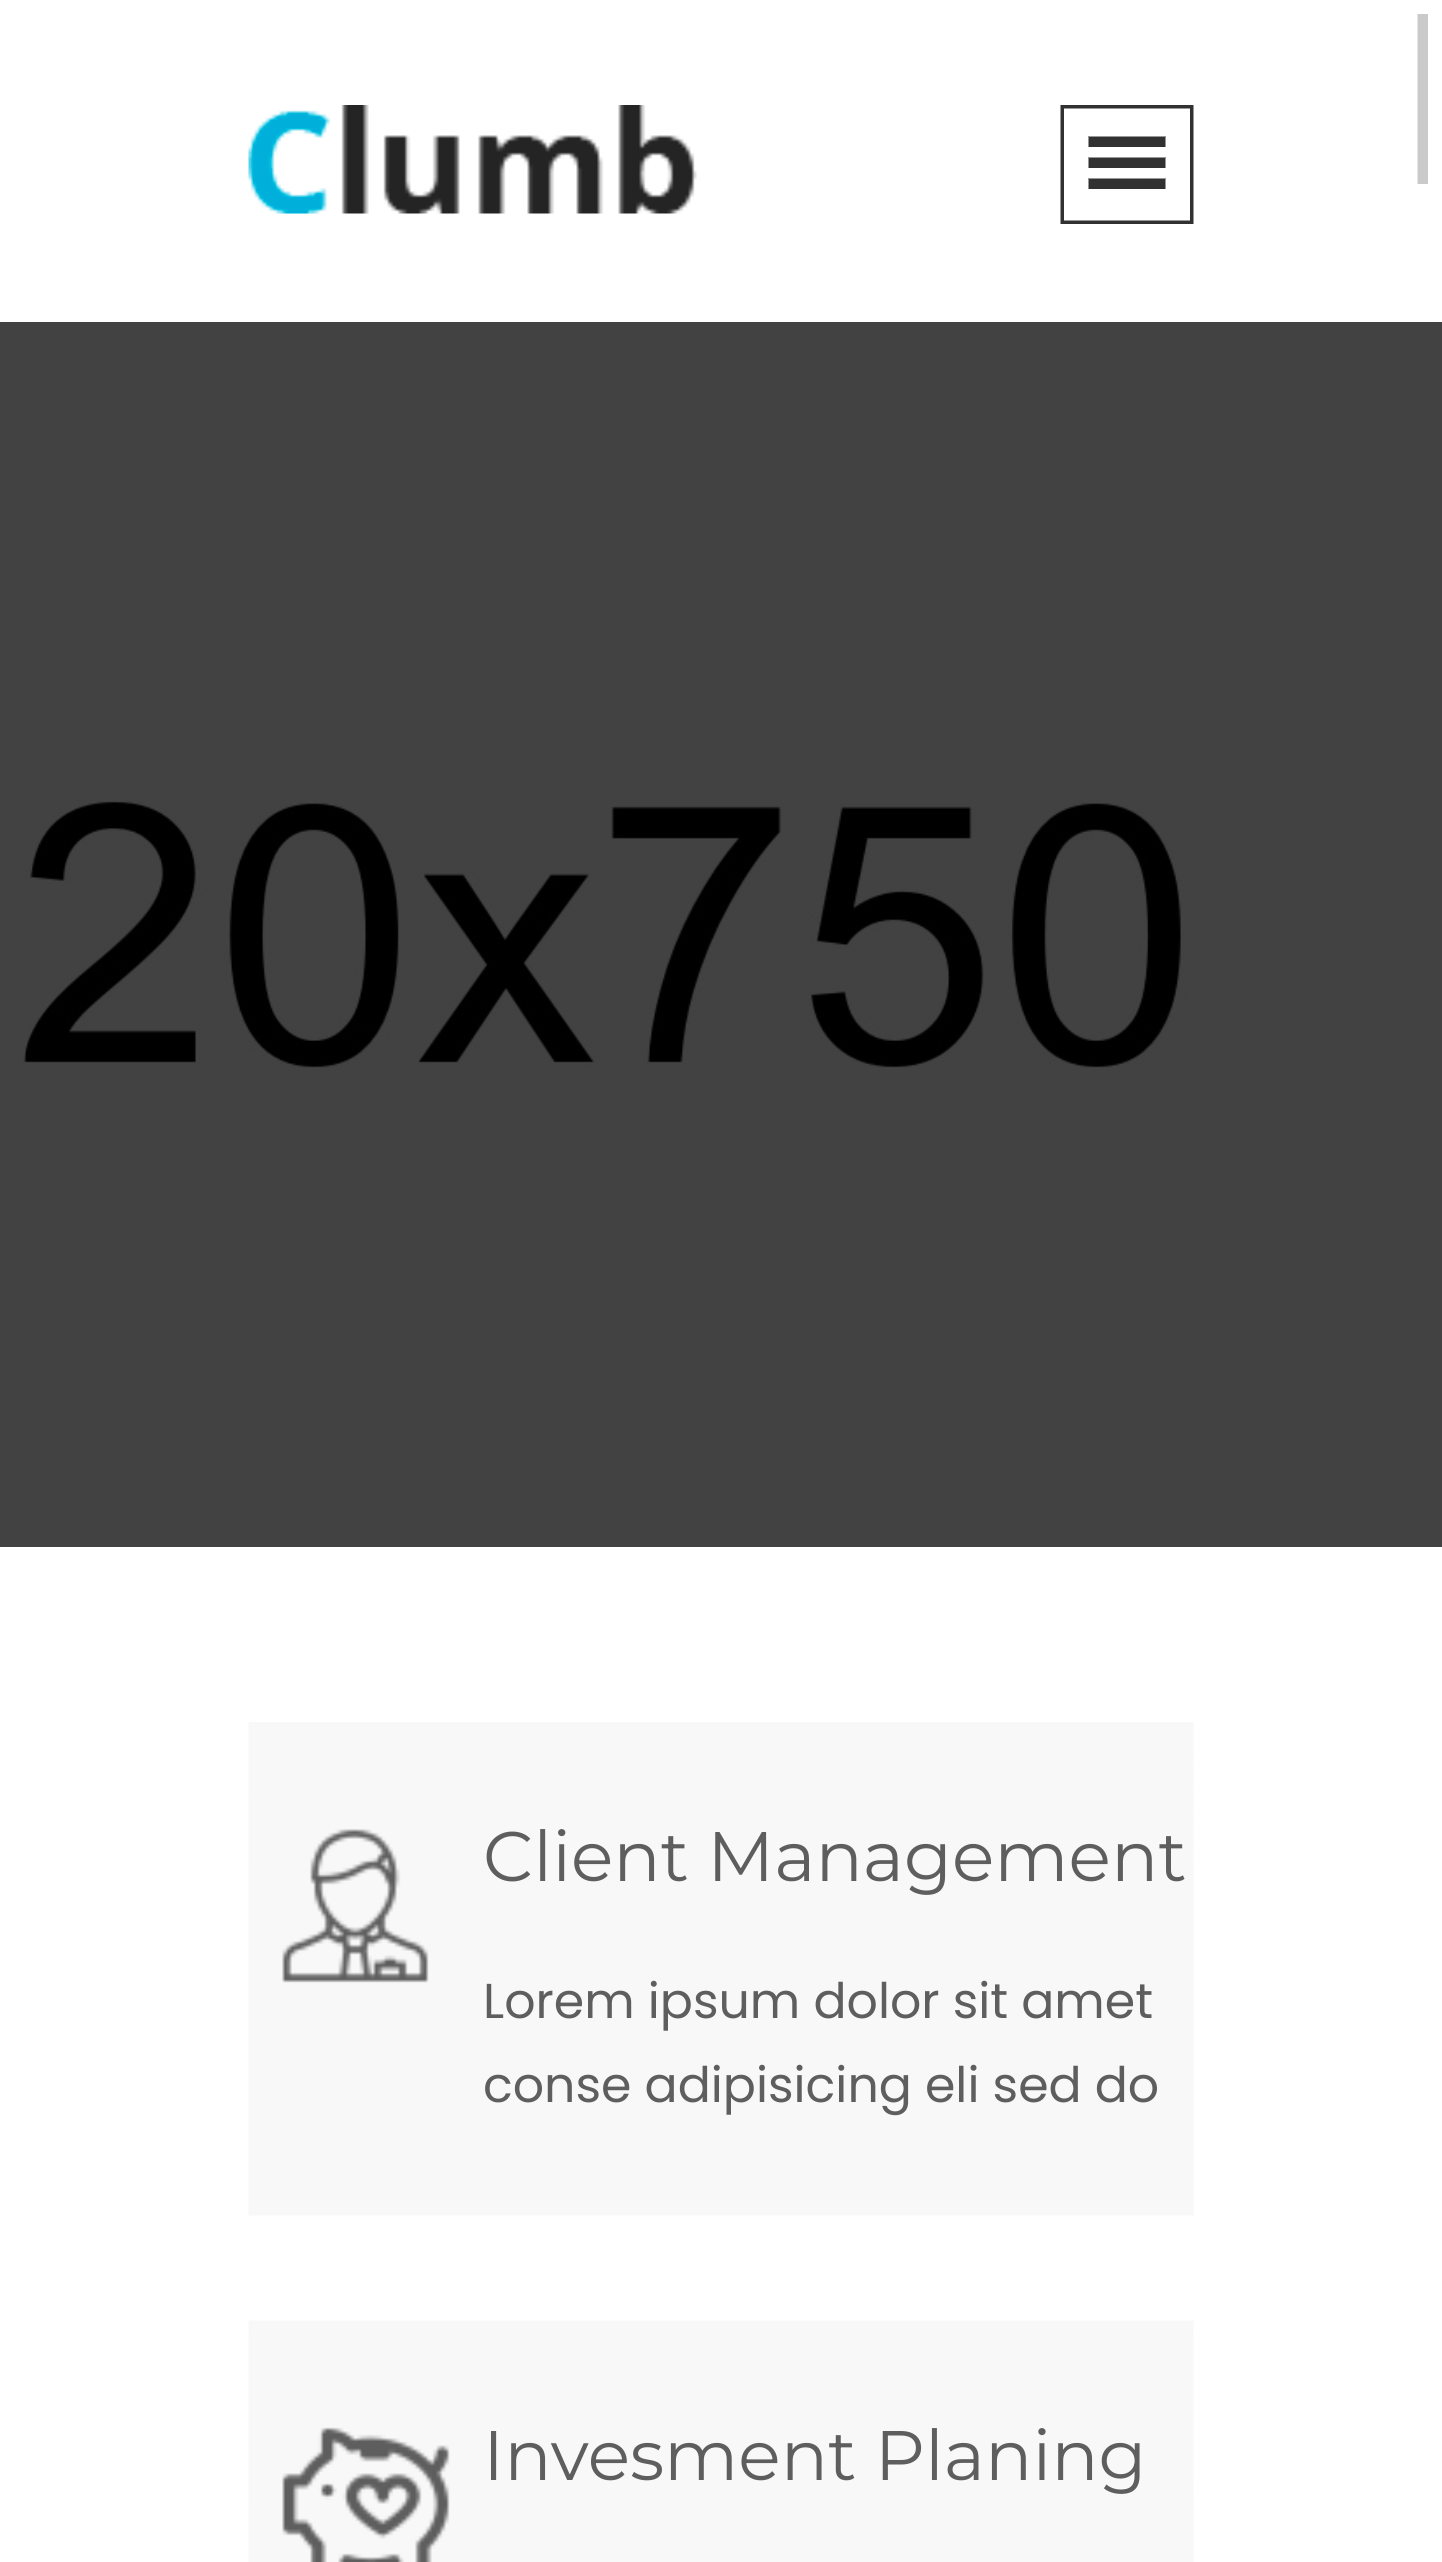 Clumb
20x750
Client Management
Lorem ipsum dolor sit amet
conse adipisicing eli sed do
Invesment Planing